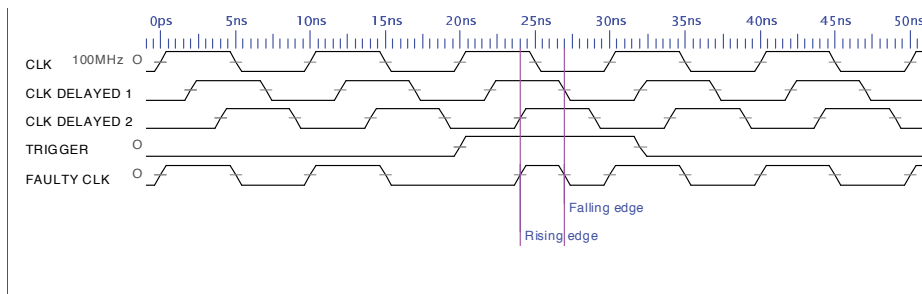 0ps 5ns 10ns 15ns 20ns 25ns 30ns 35ns 40ns 45ns 50ns
CLK 100MHz O
CLK DELAYED 1
CLK DELAYED 2
TRIGGER O
FAULTY CLK O
Falling edge
Rising edge